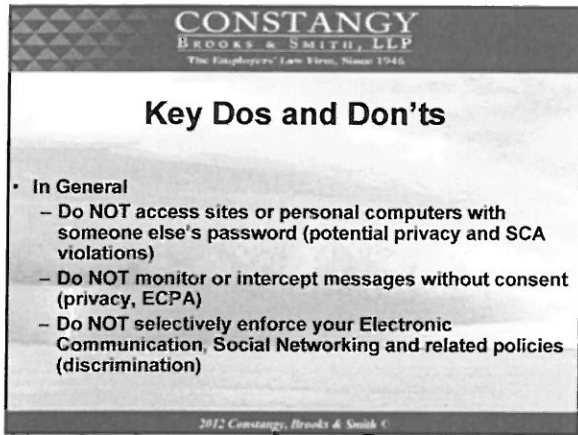 CONSTANGY
BROOKS & SMITH, LLP
The Employers' Law Firm, Since 1946
Key Dos and Don'ts
• In General
– Do NOT access sites or personal computers with
someone else's password (potential privacy and SCA
violations)
– Do NOT monitor or intercept messages without consent
(privacy, ECPA)
– Do NOT selectively enforce your Electronic
Communication, Social Networking and related policies
(discrimination)
2012 Constangy, Brooks & Smith ©